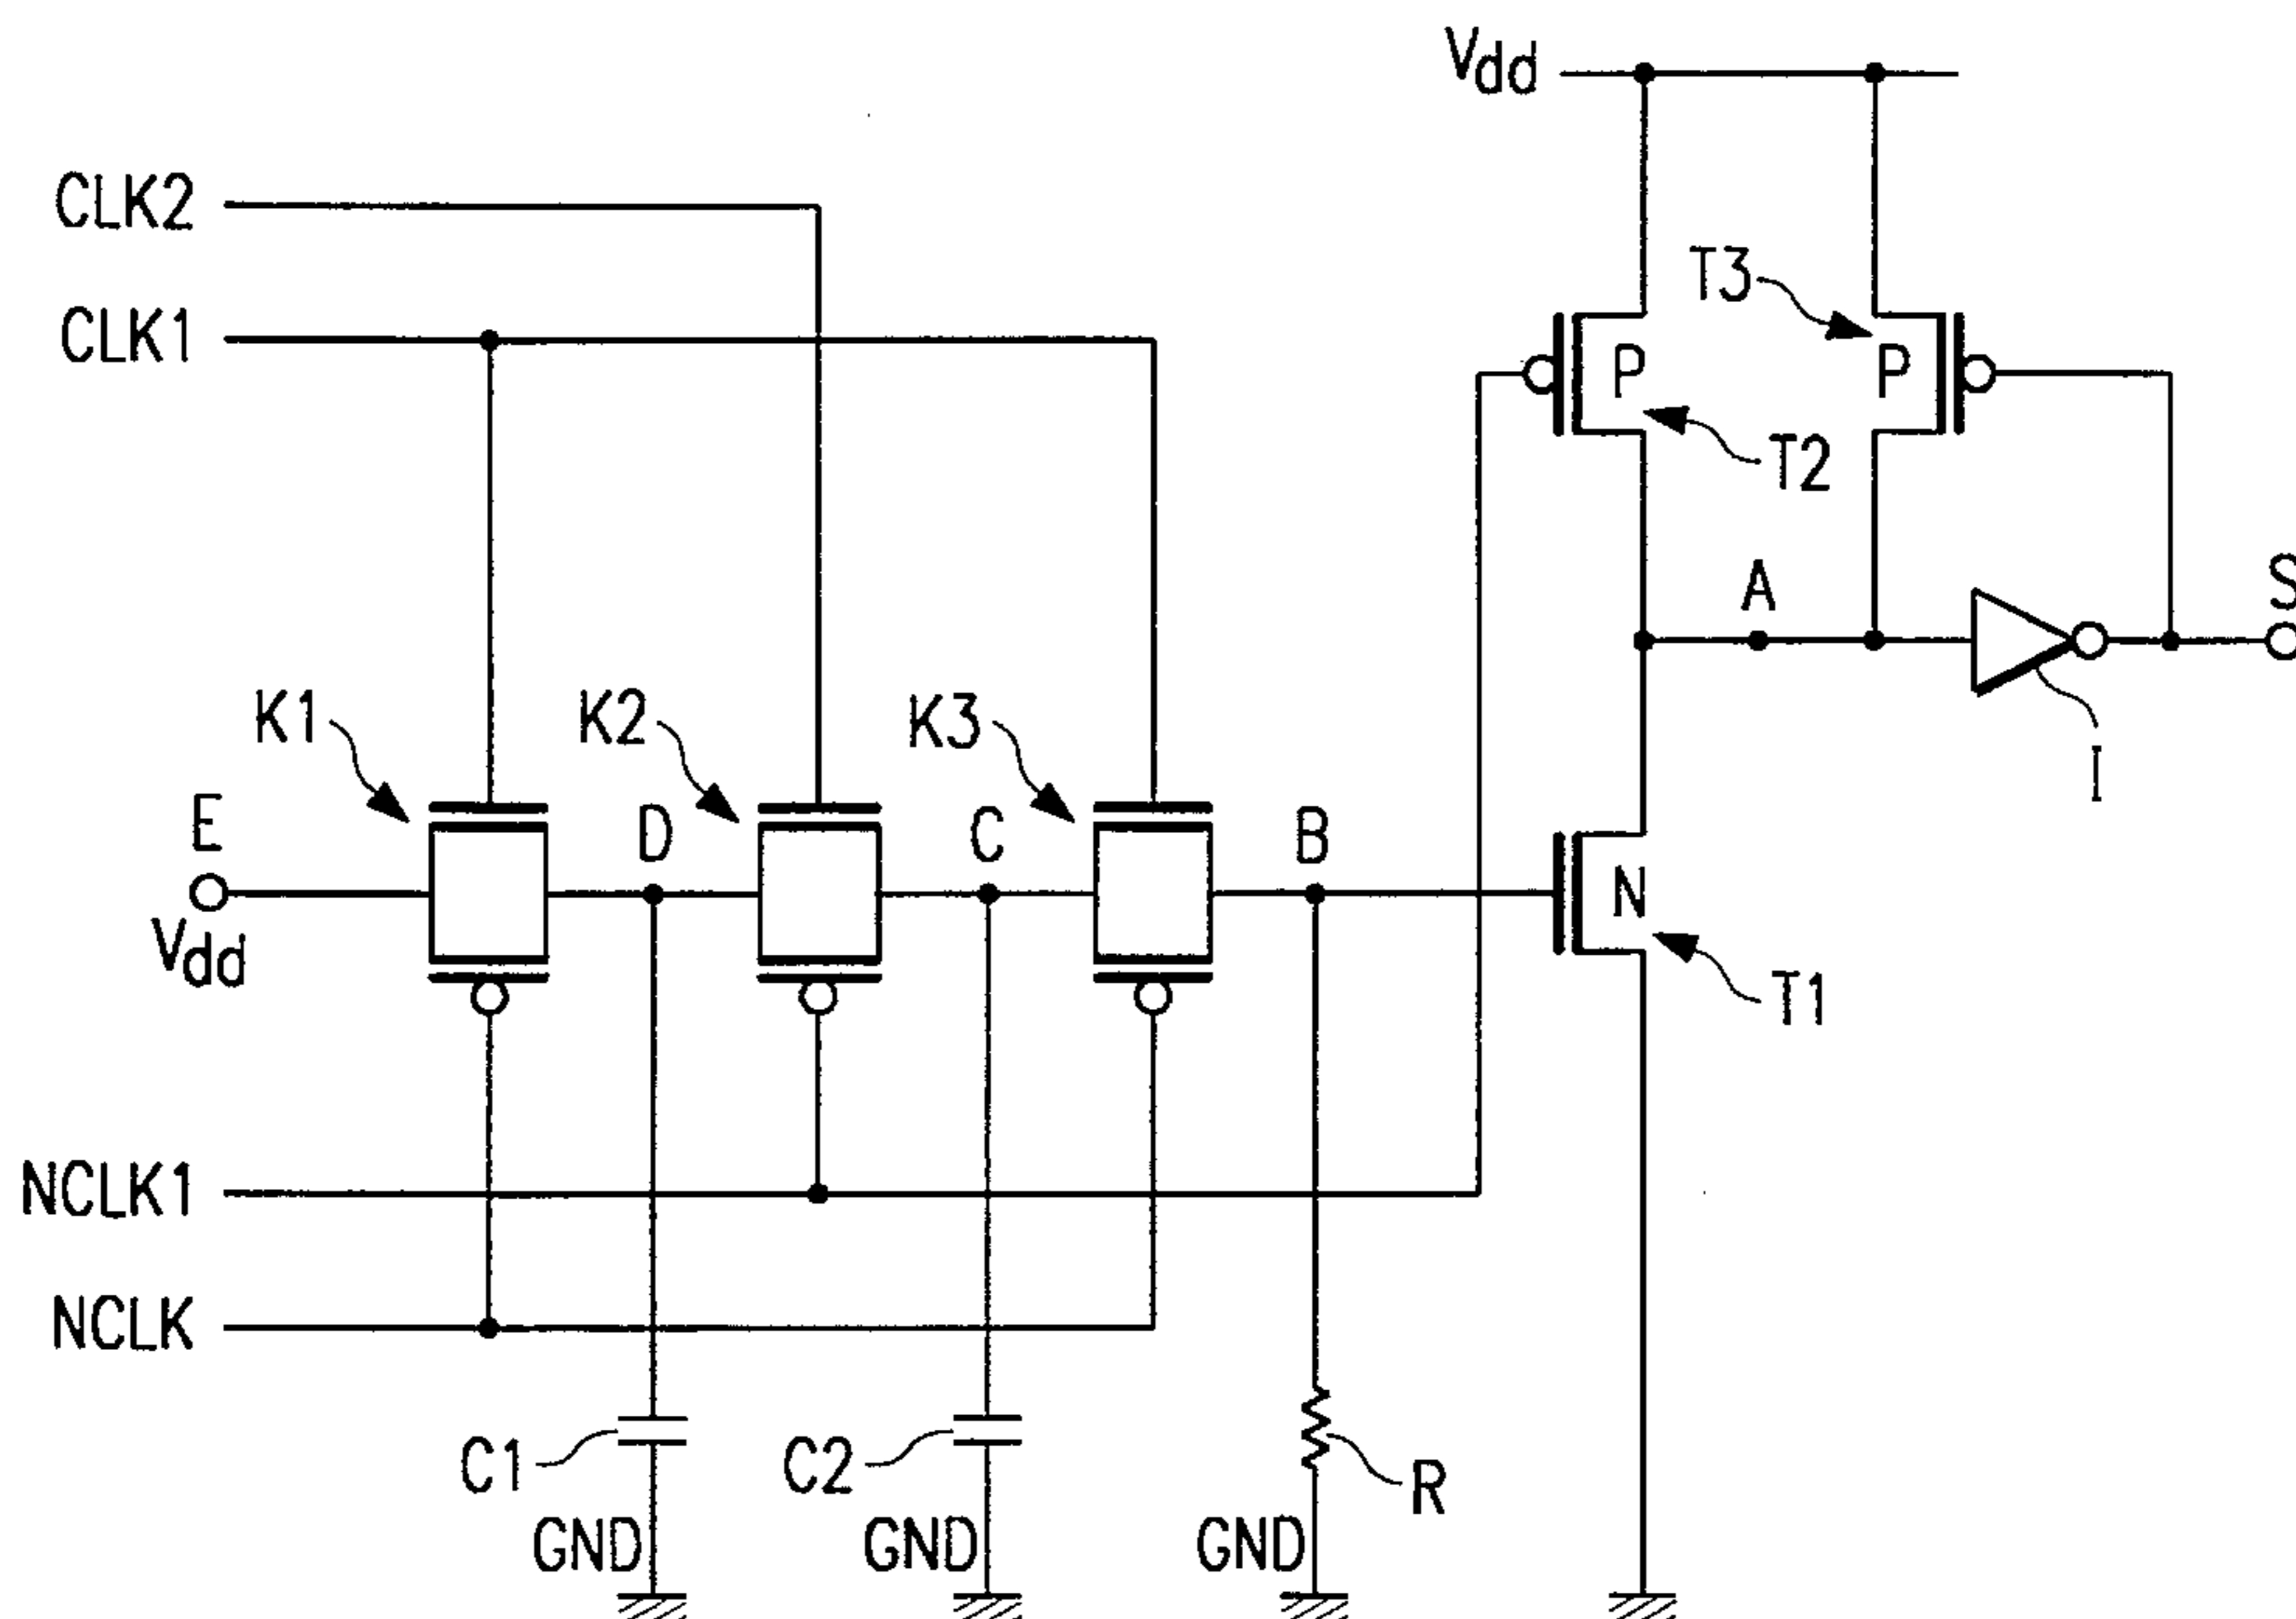 Vdd
CLK2
CLK1
T3
P
P
T2
A
S
K1
K2
K3
I
E
D
C
B
N
Vdd
T1
NCLK1
NCLK
C1
C2
R
GND
GND
GND